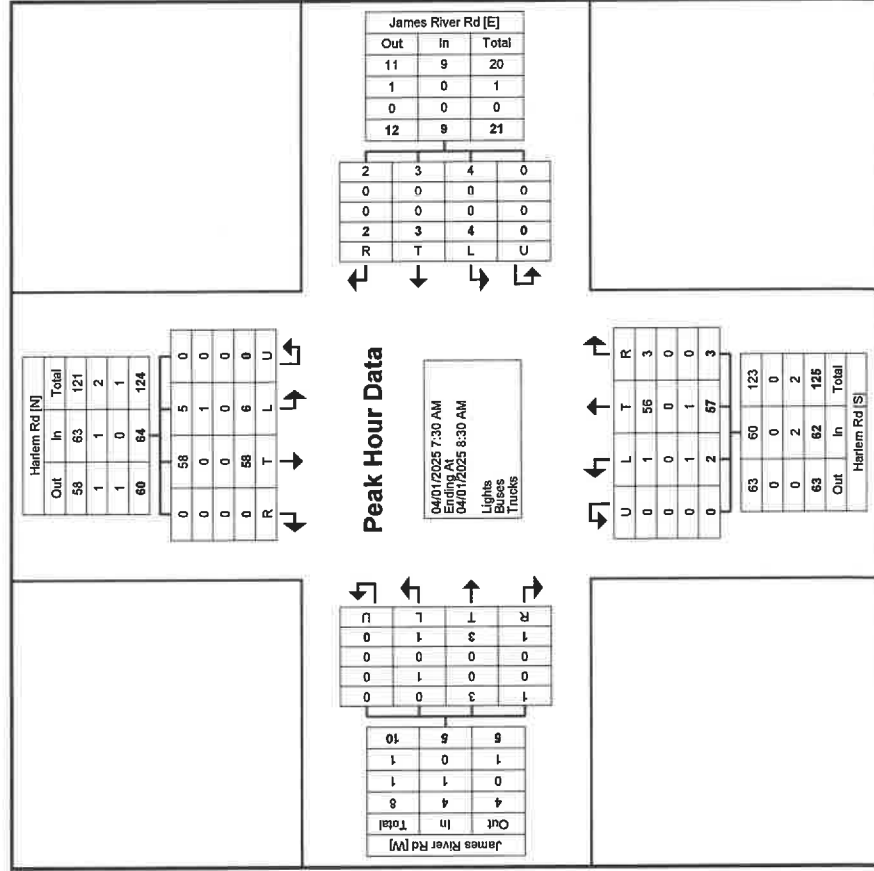 James River Rd [E]
Out In Total
11 9 20
1 0 1
0 0 0
12 9 21
2 3 4 0
0 0 0 0
0 0 0 0
2 3 4 0
R T L U
Harlem Rd [N]
Out In Total
58 63 121
1 1 2
1 0 1
60 64 124
0 58 5 0
0 0 1 0
0 0 0 0
0 58 6 0
R T L U
Peak Hour Data
04/01/2025 7:30 AM
Ending At
04/01/2025 8:30 AM
Lights
Buses
Trucks
U L T R
0 1 56 3
0 0 0 0
0 1 1 0
0 2 57 3
63 60 123
0 0 0
0 2 2
63 62 125
Out In Total
Harlem Rd [S]
James River Rd [W]
Out In Total
4 4 8
0 1 1
1 0 1
5 5 10
1 3 0 0
0 0 1 0
0 0 0 0
1 3 1 0
R T L U